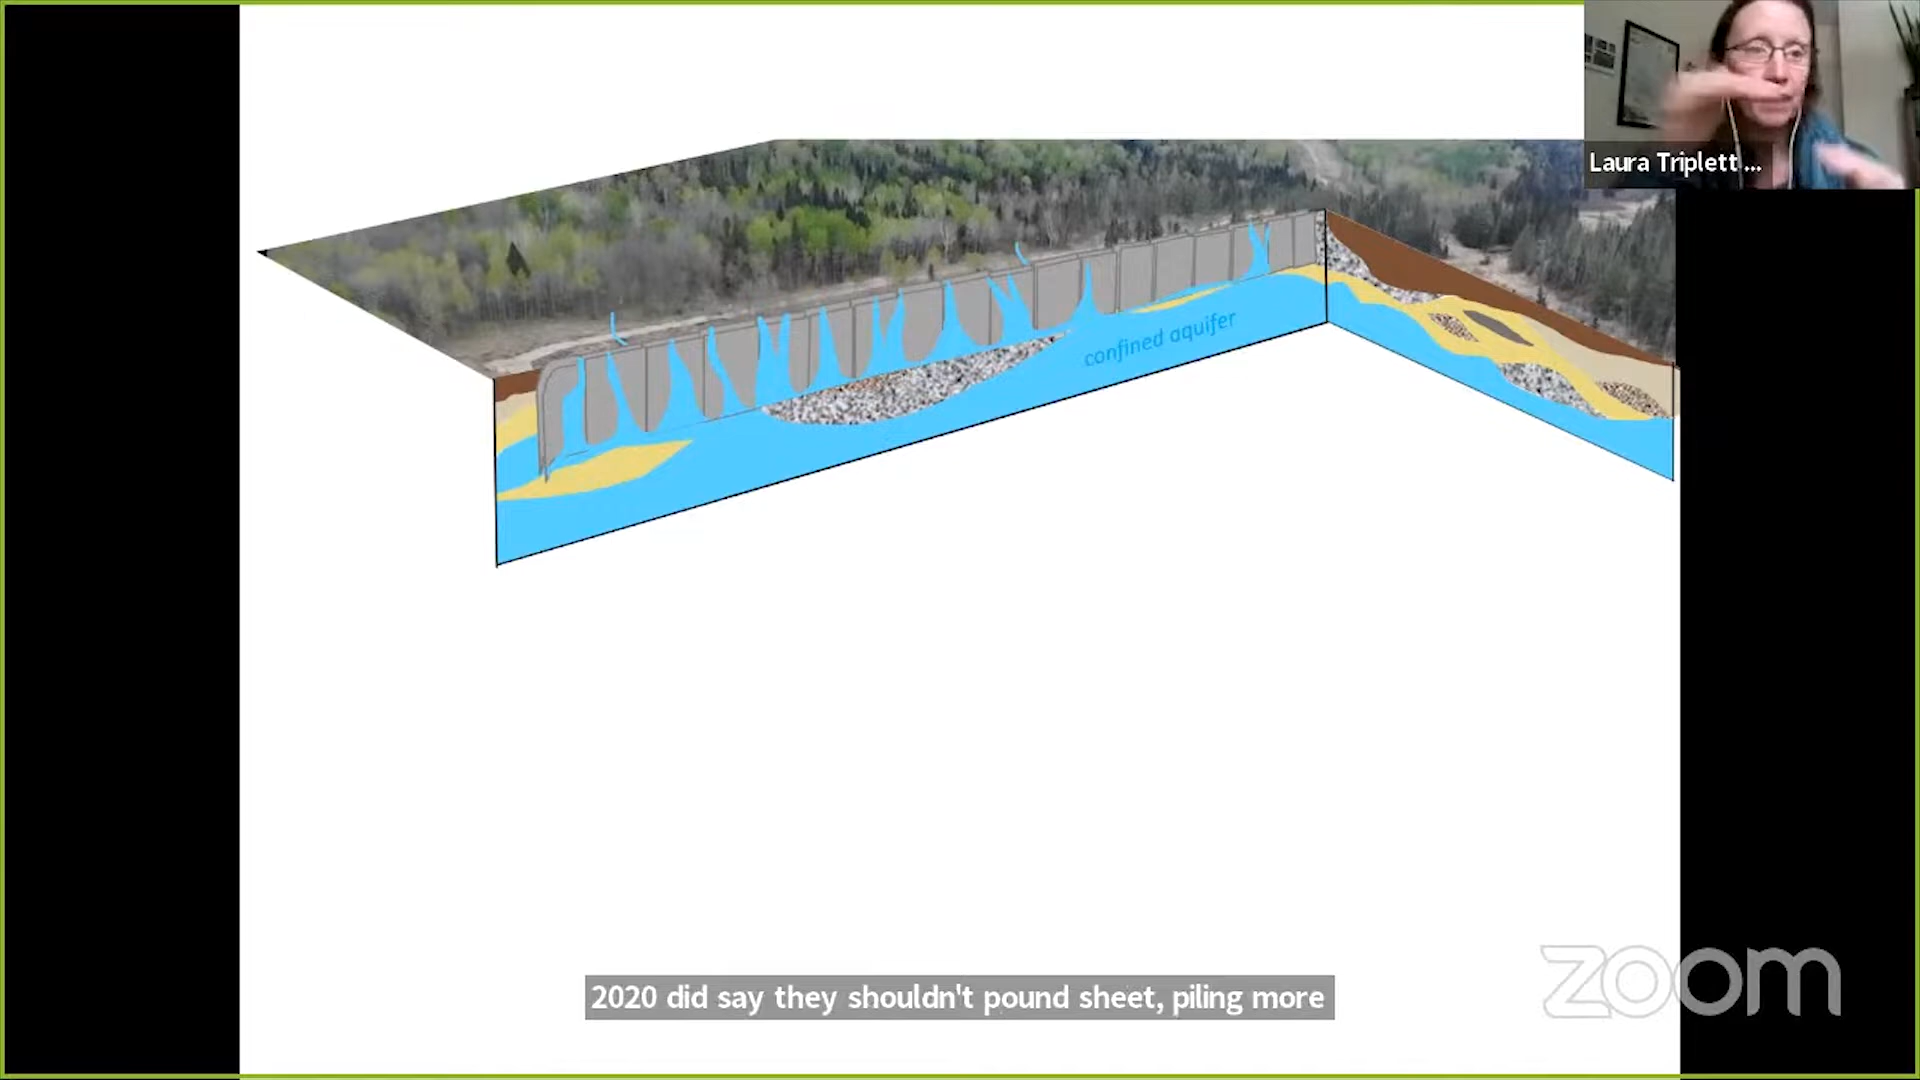 Laura Triplett ...
confined aquifer
2020 did say they shouldn't pound sheet, piling more
zoom